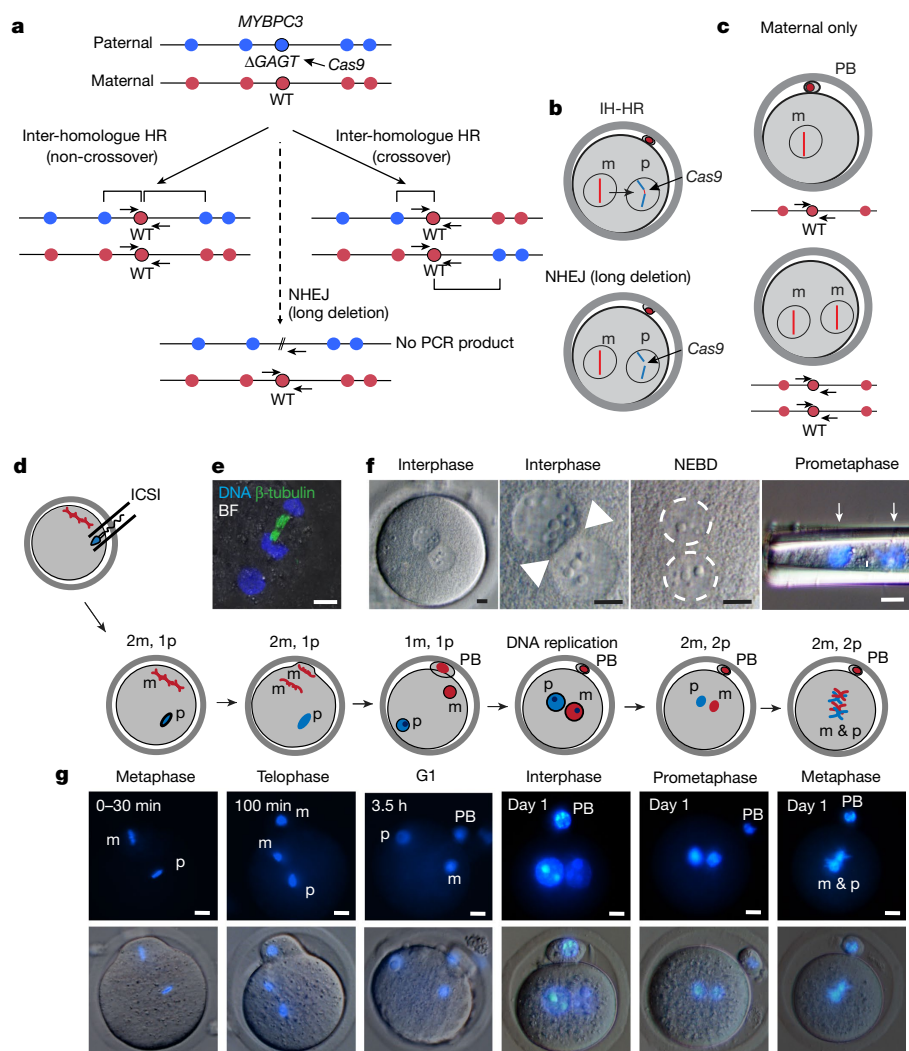 a
MYBPC3
Paternal
ΔGAGT
Cas9
Maternal
WT
Inter-homologue HR
(non-crossover)
Inter-homologue HR
(crossover)
WT
WT
WT
WT
NHEJ
(long deletion)
No PCR product
WT
b
IH-HR
m
p
Cas9
NHEJ (long deletion)
m
p
Cas9
c
Maternal only
PB
m
WT
m
m
WT
d
ICSI
e
DNA β-tubulin
BF
f
Interphase
Interphase
NEBD
Prometaphase
2m, 1p
m
p
2m, 1p
m
m
p
1m, 1p
PB
p
m
DNA replication
PB
p
m
2m, 2p
PB
p
m
2m, 2p
PB
m & p
g
Metaphase
Telophase
G1
Interphase
Prometaphase
Metaphase
0–30 min
m
p
100 min
m
m
p
3.5 h
PB
p
m
Day 1
PB
Day 1
PB
Day 1
PB
m & p